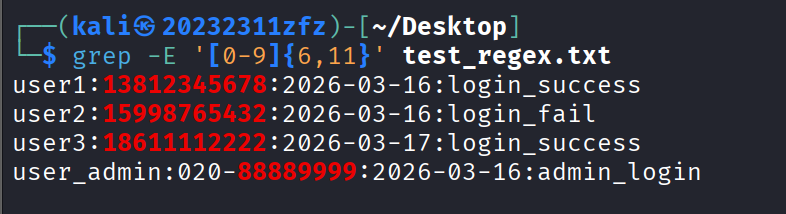 ┌──(kali㉿20232311zfz)-[~/Desktop]
└─$ grep -E '[0-9]{6,11}' test_regex.txt
user1:13812345678:2026-03-16:login_success
user2:15998765432:2026-03-16:login_fail
user3:18611112222:2026-03-17:login_success
user_admin:020-88889999:2026-03-16:admin_login